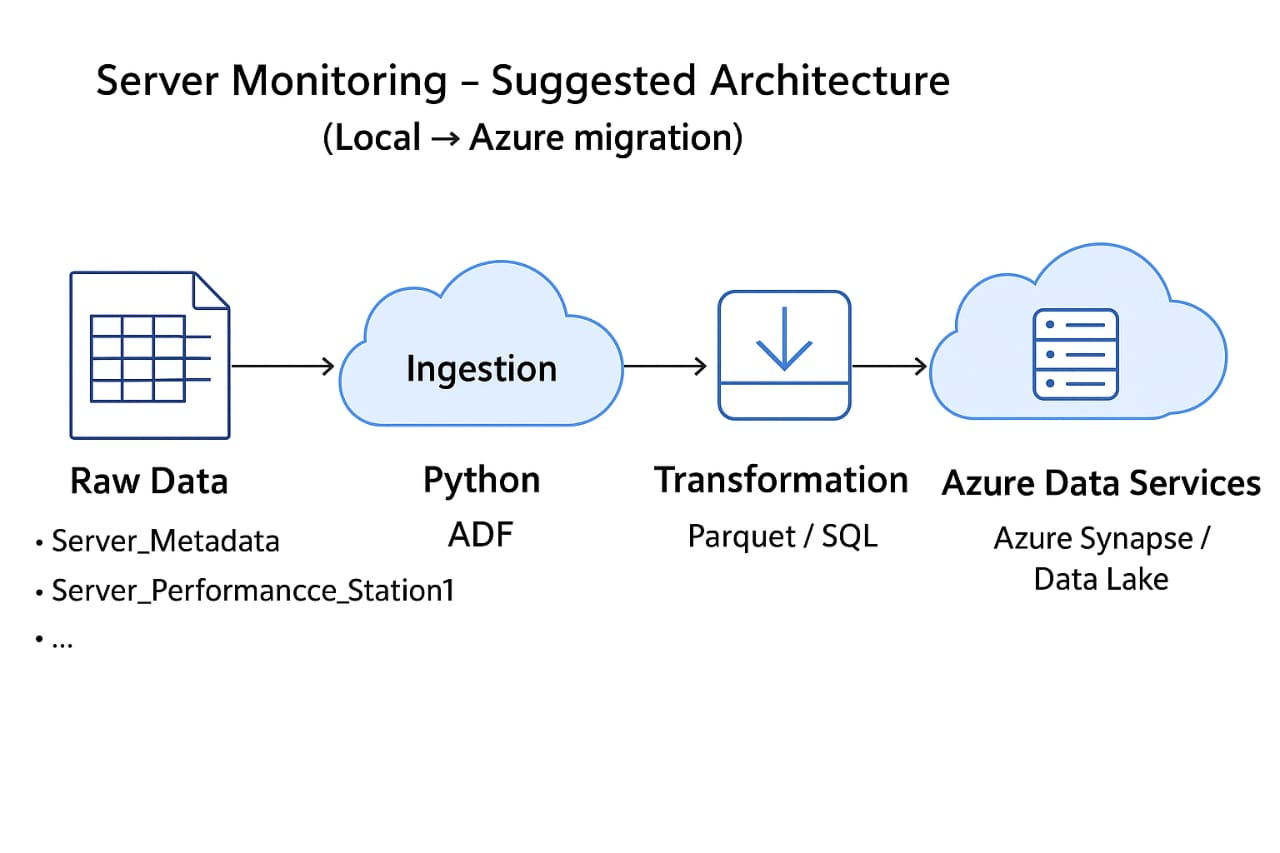 Server Monitoring – Suggested Architecture
(Local → Azure migration)
Ingestion
Raw Data
• Server_Metadata
• Server_Performancce_Station1
• ...
Python
ADF
Transformation
Parquet / SQL
Azure Data Services
Azure Synapse /
Data Lake